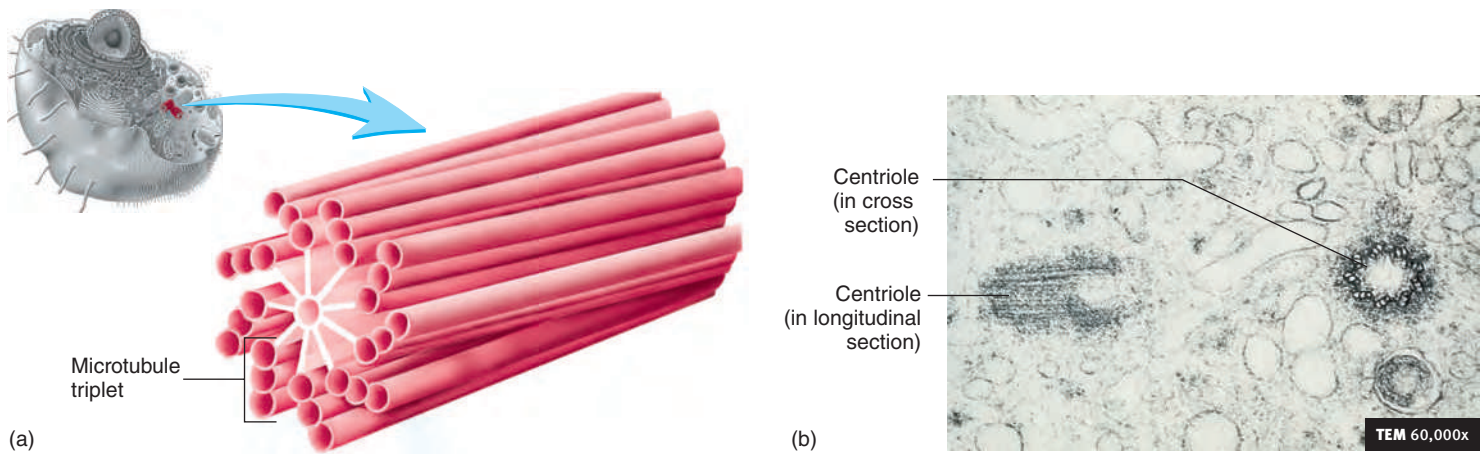 Microtubule
triplet
(a)
Centriole
(in cross
section)
Centriole
(in longitudinal
section)
(b)
TEM 60,000x